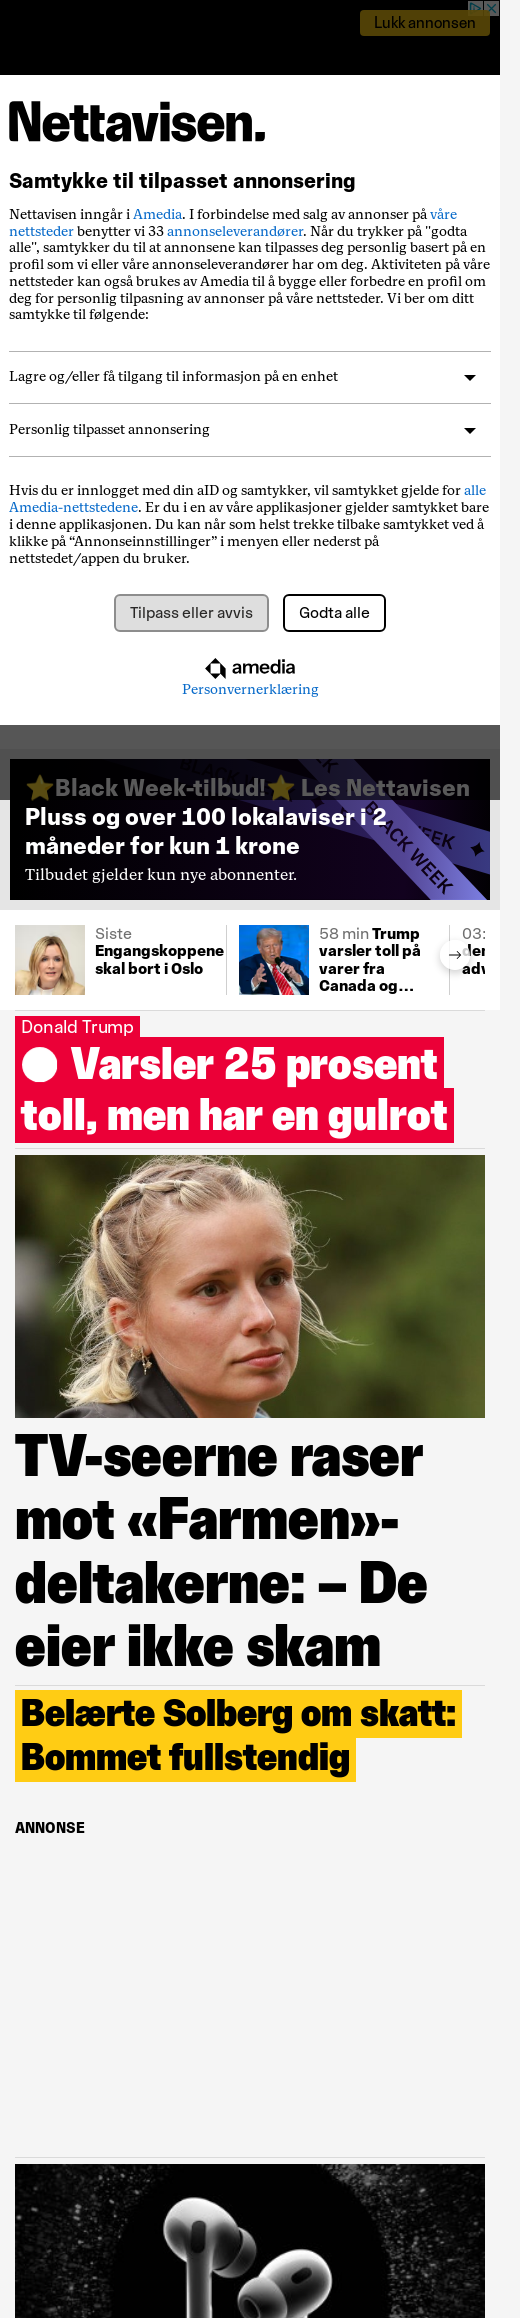 Lukk annonsen
Nettavisen.
Samtykke til tilpasset annonsering
Nettavisen inngår i Amedia. I forbindelse med salg av annonser på våre
nettsteder benytter vi 33 annonseleverandører. Når du trykker på "godta
alle", samtykker du til at annonsene kan tilpasses deg personlig basert på en
profil som vi eller våre annonseleverandører har om deg. Aktiviteten på våre
nettsteder kan også brukes av Amedia til å bygge eller forbedre en profil om
deg for personlig tilpasning av annonser på våre nettsteder. Vi ber om ditt
samtykke til følgende:
Lagre og/eller få tilgang til informasjon på en enhet
Personlig tilpasset annonsering
Hvis du er innlogget med din aID og samtykker, vil samtykket gjelde for alle
Amedia-nettstedene. Er du i en av våre applikasjoner gjelder samtykket bare
i denne applikasjonen. Du kan når som helst trekke tilbake samtykket ved å
klikke på “Annonseinnstillinger” i menyen eller nederst på
nettstedet/appen du bruker.
Tilpass eller avvis
Godta alle
amedia
Personvernerklæring
⭐Black Week-tilbud!⭐ Les Nettavisen
Pluss og over 100 lokalaviser i 2
måneder for kun 1 krone
Tilbudet gjelder kun nye abonnenter.
BLACK WEEK
Siste
Engangskoppene
skal bort i Oslo
58 min Trump
varsler toll på
varer fra
Canada og...
03:
Donald Trump
Varsler 25 prosent
toll, men har en gulrot
TV-seerne raser
mot «Farmen»-
deltakerne: – De
eier ikke skam
Belærte Solberg om skatt:
Bommet fullstendig
ANNONSE